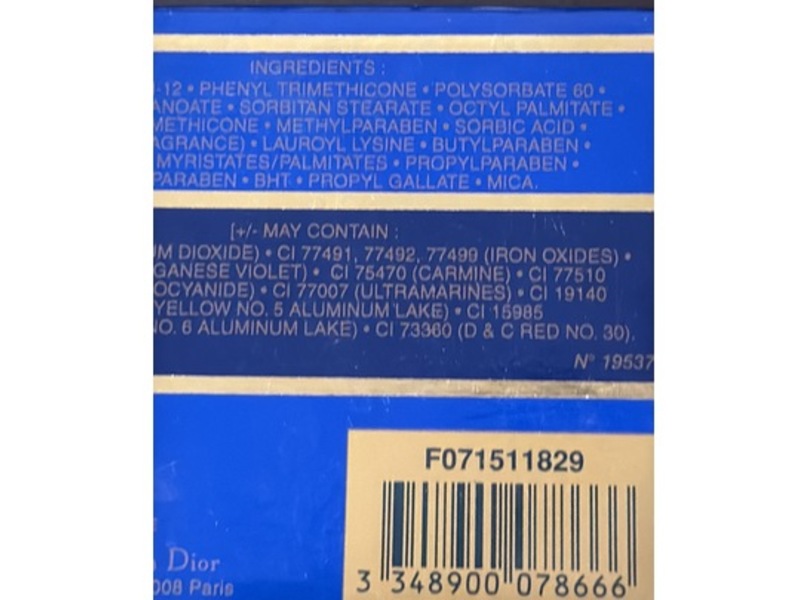 INGREDIENTS :
-12 • PHENYL TRIMETHICONE • POLYSORBATE 60 •
ANOATE • SORBITAN STEARATE • OCTYL PALMITATE •
METHICONE • METHYLPARABEN • SORBIC ACID •
AGRANCE) • LAUROYL LYSINE • BUTYLPARABEN •
MYRISTATES/PALMITATES • PROPYLPARABEN •
PARABEN • BHT • PROPYL GALLATE • MICA.
[+/- MAY CONTAIN :
UM DIOXIDE) • CI 77491, 77492, 77499 (IRON OXIDES) •
GANESE VIOLET) • CI 75470 (CARMINE) • CI 77510
OCYANIDE) • CI 77007 (ULTRAMARINES) • CI 19140
YELLOW NO. 5 ALUMINUM LAKE) • CI 15985
NO. 6 ALUMINUM LAKE) • CI 73360 (D & C RED NO. 30).
N° 19537
F071511829
Dior
008 Paris
3 348900 078666